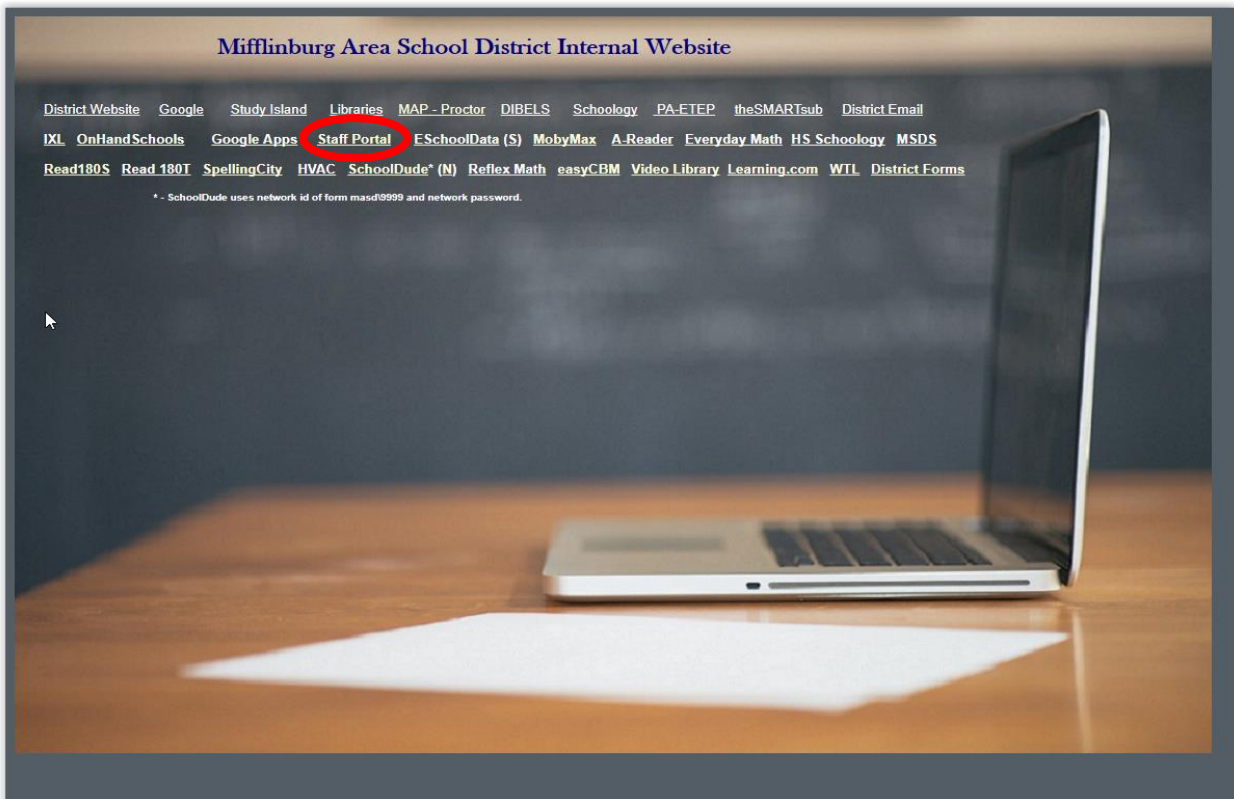 Mifflinburg Area School District Internal Website
District Website Google Study Island Libraries MAP - Proctor DIBELS Schoology PA-ETEP theSMARTsub District Email
IXL OnHandSchools Google Apps Staff Portal ESchoolData (S) MobyMax A-Reader Everyday Math HS Schoology MSDS
Read180S Read 180T SpellingCity HVAC SchoolDude* (N) Reflex Math easyCBM Video Library Learning.com WTL District Forms
* - SchoolDude uses network id of form masd\9999 and network password.